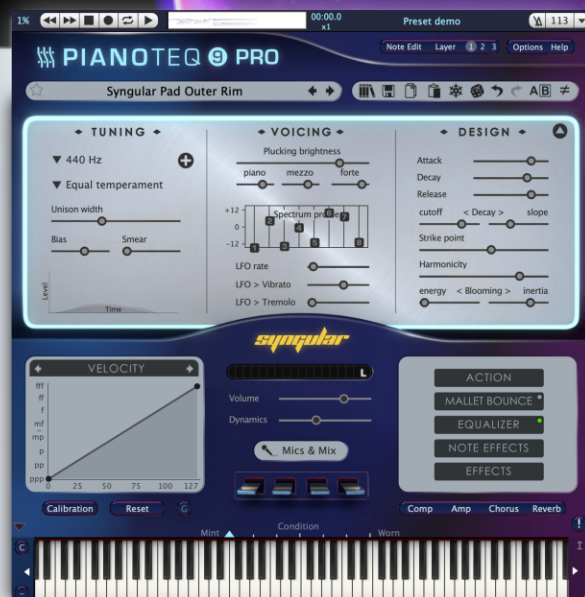 1% 00:00.0 x1 Preset demo 113
PIANOTEQ 9 PRO
Note Edit Layer 1 2 3 Options Help
Syngular Pad Outer Rim A B
TUNING
440 Hz
Equal temperament
Unison width
Bias Smear
Level
Time
VOICING
Plucking brightness
piano mezzo forte
+12
0
-12
Spectrum
1 2 3 4 5 6 7 8
LFO rate
LFO > Vibrato
LFO > Tremolo
DESIGN
Attack
Decay
Release
cutoff < Decay > slope
Strike point
Harmonicity
energy < Blooming > inertia
syngular
VELOCITY
fff
ff
f
mf
~
mp
p
pp
ppp
0 25 50 75 100 127
L
Volume
Dynamics
Mics & Mix
ACTION
MALLET BOUNCE
EQUALIZER
NOTE EFFECTS
EFFECTS
Calibration Reset G
Comp Amp Chorus Reverb
Condition
Mint Worn
C